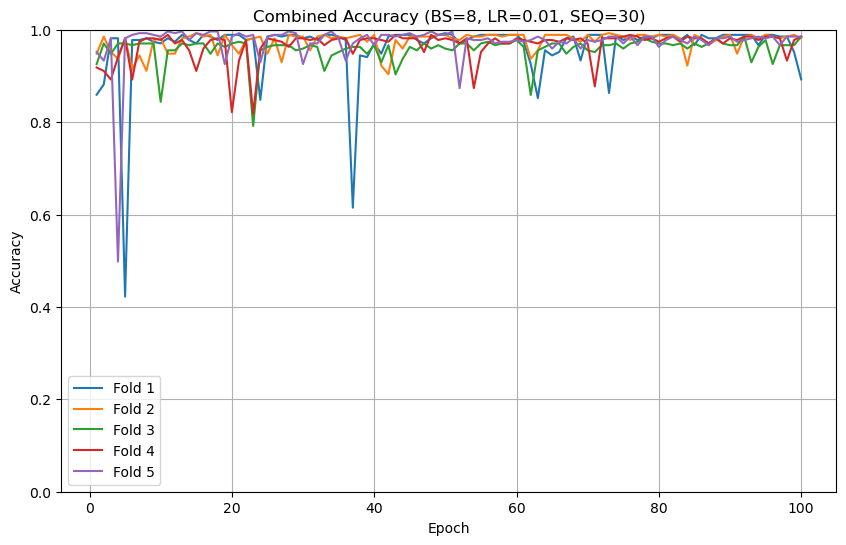 Combined Accuracy (BS=8, LR=0.01, SEQ=30)
1.0
0.8
0.6
0.4
0.2
0.0
Accuracy
Fold 1
Fold 2
Fold 3
Fold 4
Fold 5
0 20 40 60 80 100
Epoch